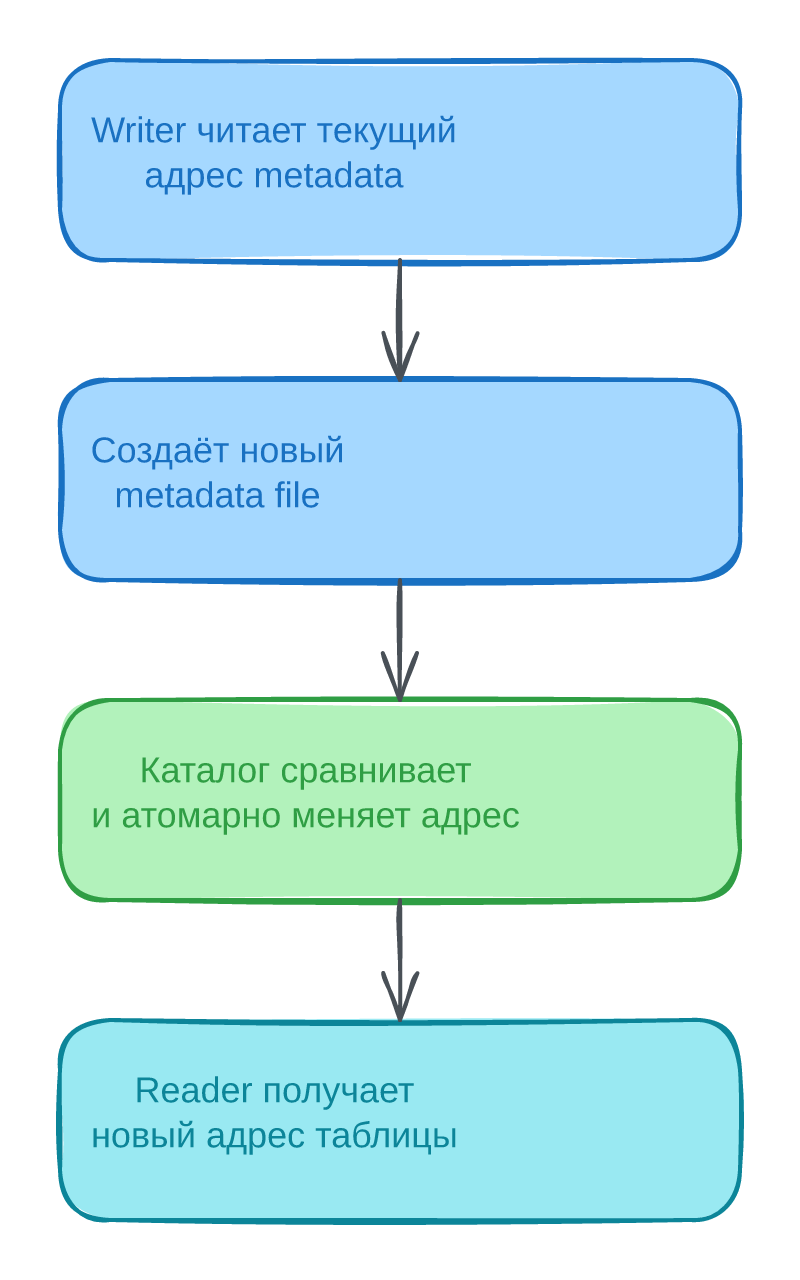 Writer читает текущий
адрес metadata
Создаёт новый
metadata file
Каталог сравнивает
и атомарно меняет адрес
Reader получает
новый адрес таблицы